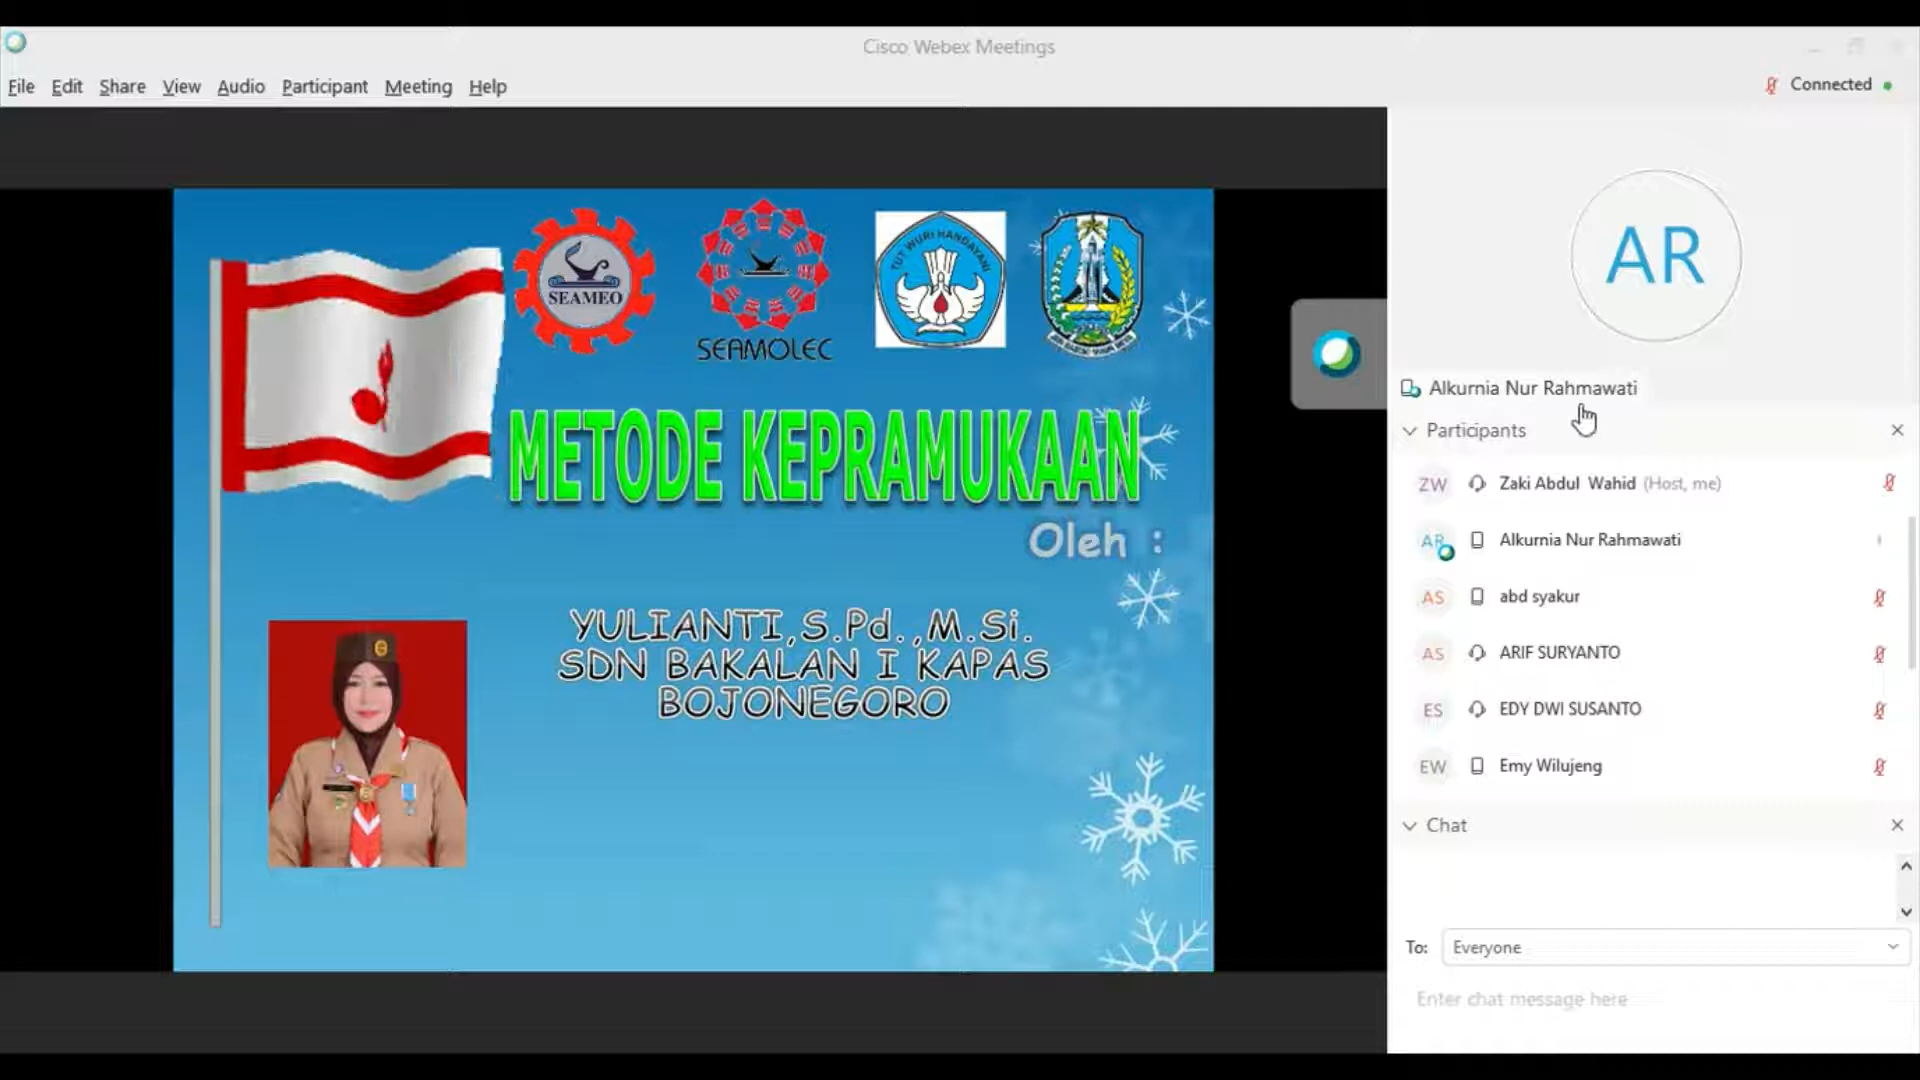 Cisco Webex Meetings
File Edit Share View Audio Participant Meeting Help
Connected
SEAMEO
SEAMOLEC
TUT WURI HANDAYANI
METODE KEPRAMUKAAN
Oleh :
YULIANTI,S.Pd.,M.Si.
SDN BAKALAN I KAPAS
BOJONEGORO
AR
Alkurnia Nur Rahmawati
Participants
ZW Zaki Abdul Wahid (Host, me)
AR Alkurnia Nur Rahmawati
AS abd syakur
AS ARIF SURYANTO
ES EDY DWI SUSANTO
EW Emy Wilujeng
Chat
To: Everyone
Enter chat message here